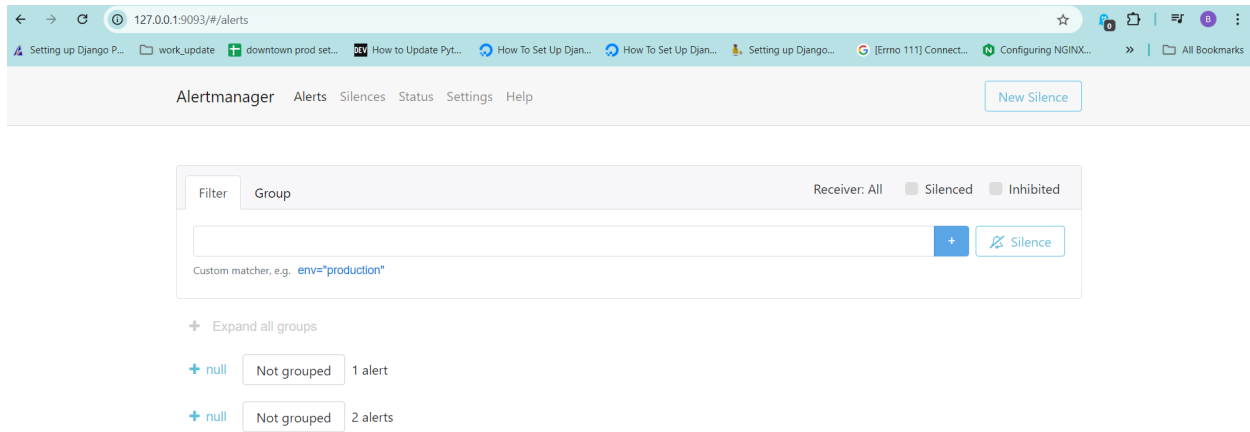 127.0.0.1:9093/#/alerts
0
B
Setting up Django P... work_update downtown prod set... DEV How to Update Pyt... How To Set Up Djan... How To Set Up Djan... Setting up Django... G [Errno 111] Connect... N Configuring NGINX... » All Bookmarks
Alertmanager Alerts Silences Status Settings Help New Silence
Filter Group Receiver: All Silenced Inhibited
+ Silence
Custom matcher, e.g. env="production"
+ Expand all groups
+ null Not grouped 1 alert
+ null Not grouped 2 alerts